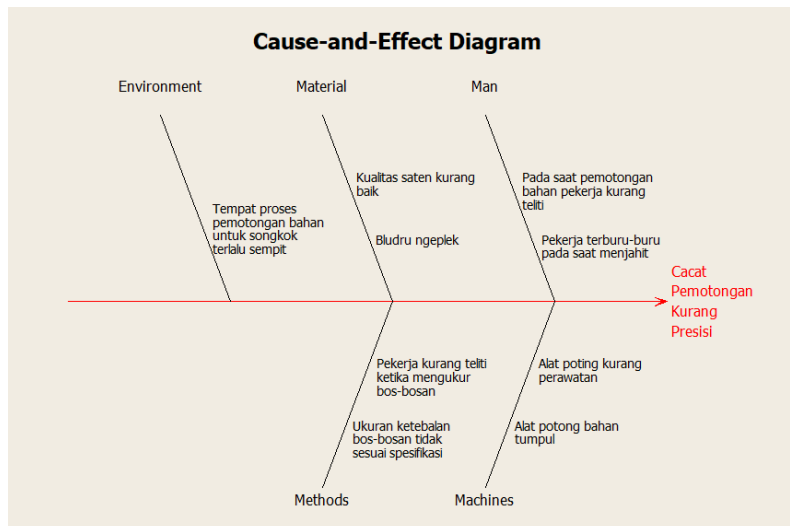 Cause-and-Effect Diagram
Environment
Material
Man
Tempat proses
pemotongan bahan
untuk songkok
terlalu sempit
Kualitas saten kurang
baik
Bludru ngeplek
Pada saat pemotongan
bahan pekerja kurang
teliti
Pekerja terburu-buru
pada saat menjahit
Cacat
Pemotongan
Kurang
Presisi
Pekerja kurang teliti
ketika mengukur
bos-bosan
Ukuran ketebalan
bos-bosan tidak
sesuai spesifikasi
Alat poting kurang
perawatan
Alat potong bahan
tumpul
Methods
Machines